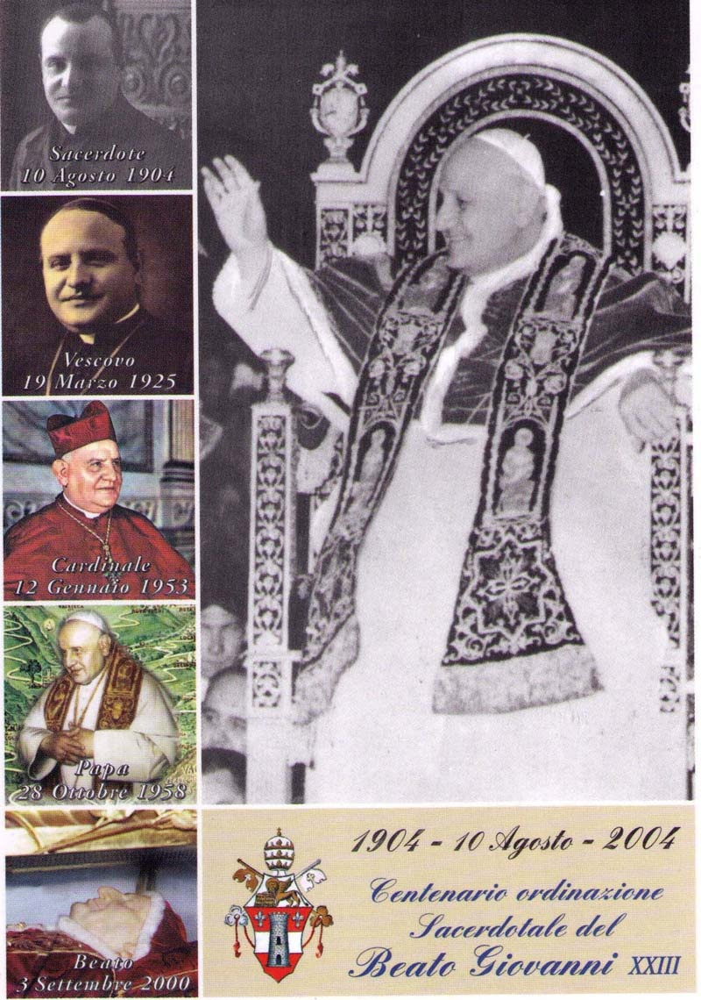 Sacerdote
10 Agosto 1904
Vescovo
19 Marzo 1925
Cardinale
12 Gennaio 1953
Papa
28 Ottobre 1958
Beato
3 Settembre 2000
1904 - 10 Agosto - 2004
Centenario ordinazione
Sacerdotale del
Beato Giovanni XXIII